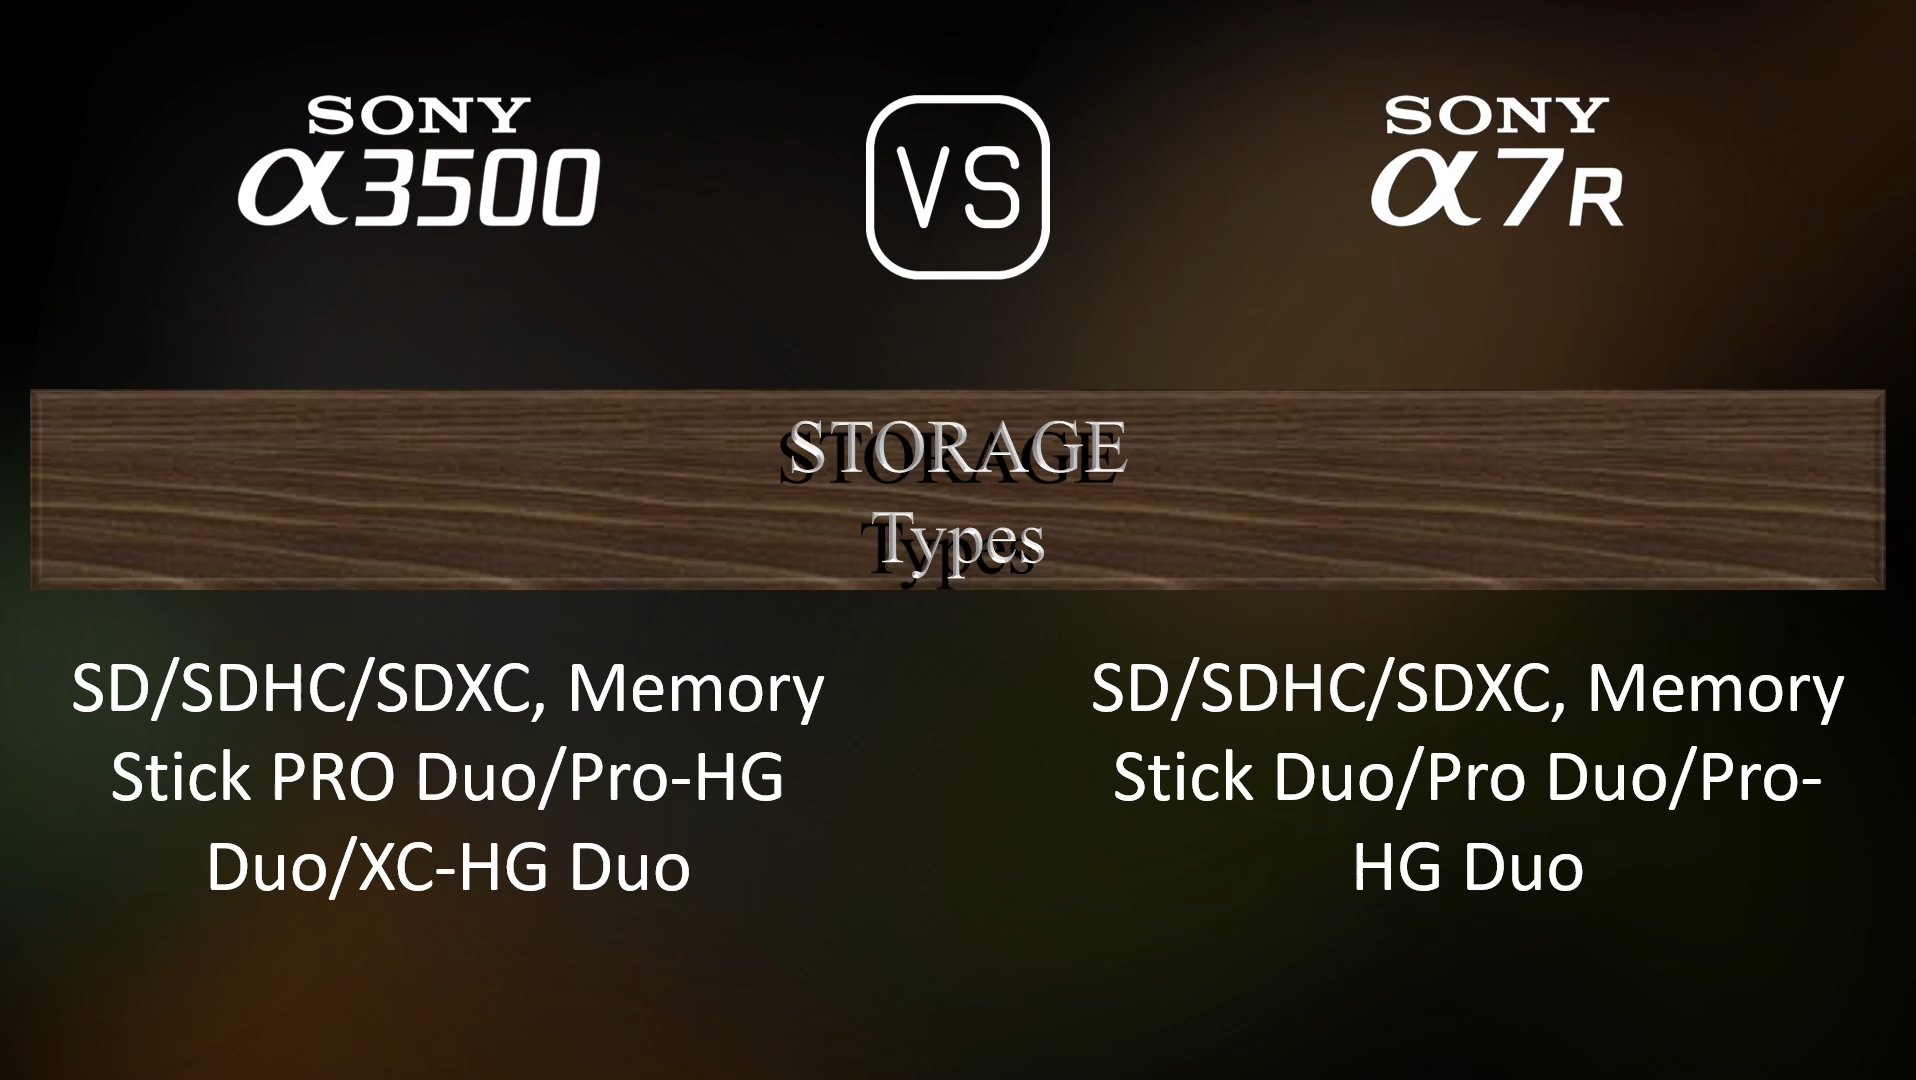 SONY
α3500
VS
SONY
α7R
STORAGE
Types
SD/SDHC/SDXC, Memory
Stick PRO Duo/Pro-HG
Duo/XC-HG Duo
SD/SDHC/SDXC, Memory
Stick Duo/Pro Duo/Pro-
HG Duo